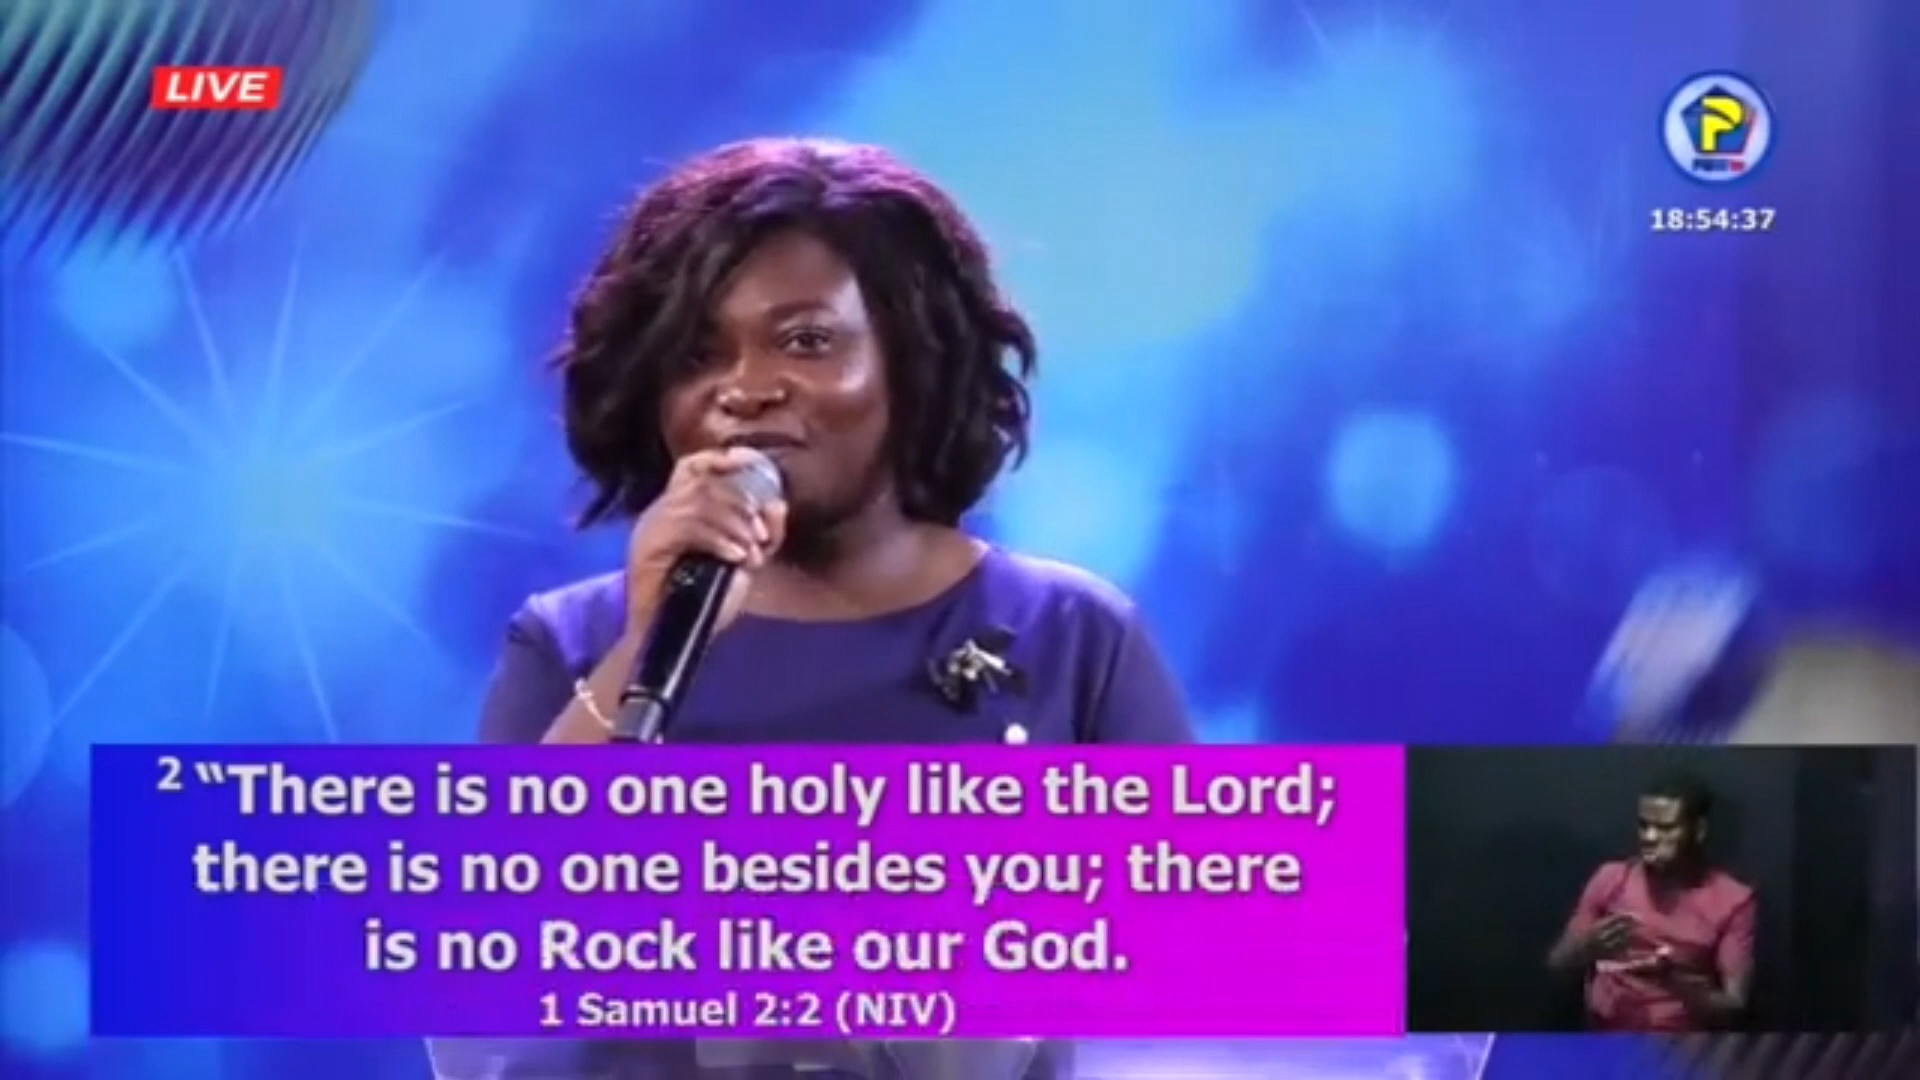 LIVE
P
18:54:37
2 “There is no one holy like the Lord;
there is no one besides you; there
is no Rock like our God.
1 Samuel 2:2 (NIV)